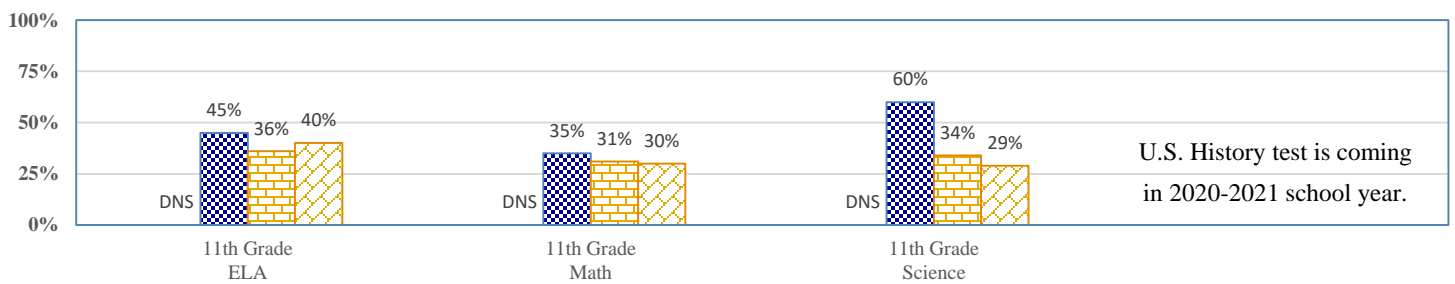 100%
75%
50%
25%
0%
DNS
45%
36%
40%
DNS
35%
31%
30%
DNS
60%
34%
29%
11th Grade
ELA
11th Grade
Math
11th Grade
Science
U.S. History test is coming
in 2020-2021 school year.